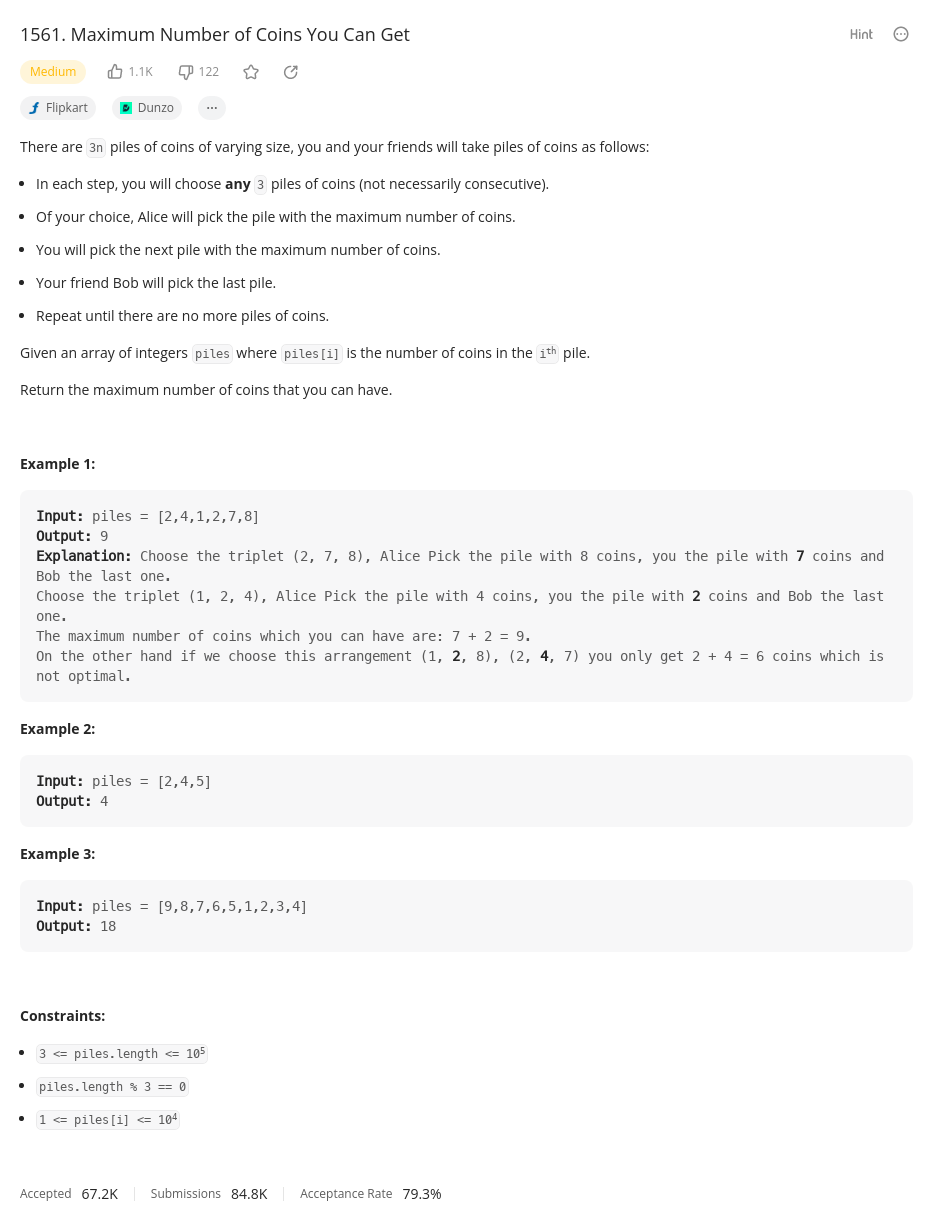 1561. Maximum Number of Coins You Can Get
Hint
Medium
1.1K
122
Flipkart
Dunzo
···
There are 3n piles of coins of varying size, you and your friends will take piles of coins as follows:
• In each step, you will choose any 3 piles of coins (not necessarily consecutive).
• Of your choice, Alice will pick the pile with the maximum number of coins.
• You will pick the next pile with the maximum number of coins.
• Your friend Bob will pick the last pile.
• Repeat until there are no more piles of coins.
Given an array of integers piles where piles[i] is the number of coins in the iᵗʰ pile.
Return the maximum number of coins that you can have.
Example 1:
Input: piles = [2,4,1,2,7,8]
Output: 9
Explanation: Choose the triplet (2, 7, 8), Alice Pick the pile with 8 coins, you the pile with 7 coins and
Bob the last one.
Choose the triplet (1, 2, 4), Alice Pick the pile with 4 coins, you the pile with 2 coins and Bob the last
one.
The maximum number of coins which you can have are: 7 + 2 = 9.
On the other hand if we choose this arrangement (1, 2, 8), (2, 4, 7) you only get 2 + 4 = 6 coins which is
not optimal.
Example 2:
Input: piles = [2,4,5]
Output: 4
Example 3:
Input: piles = [9,8,7,6,5,1,2,3,4]
Output: 18
Constraints:
• 3 <= piles.length <= 10⁵
• piles.length % 3 == 0
• 1 <= piles[i] <= 10⁴
Accepted 67.2K Submissions 84.8K Acceptance Rate 79.3%